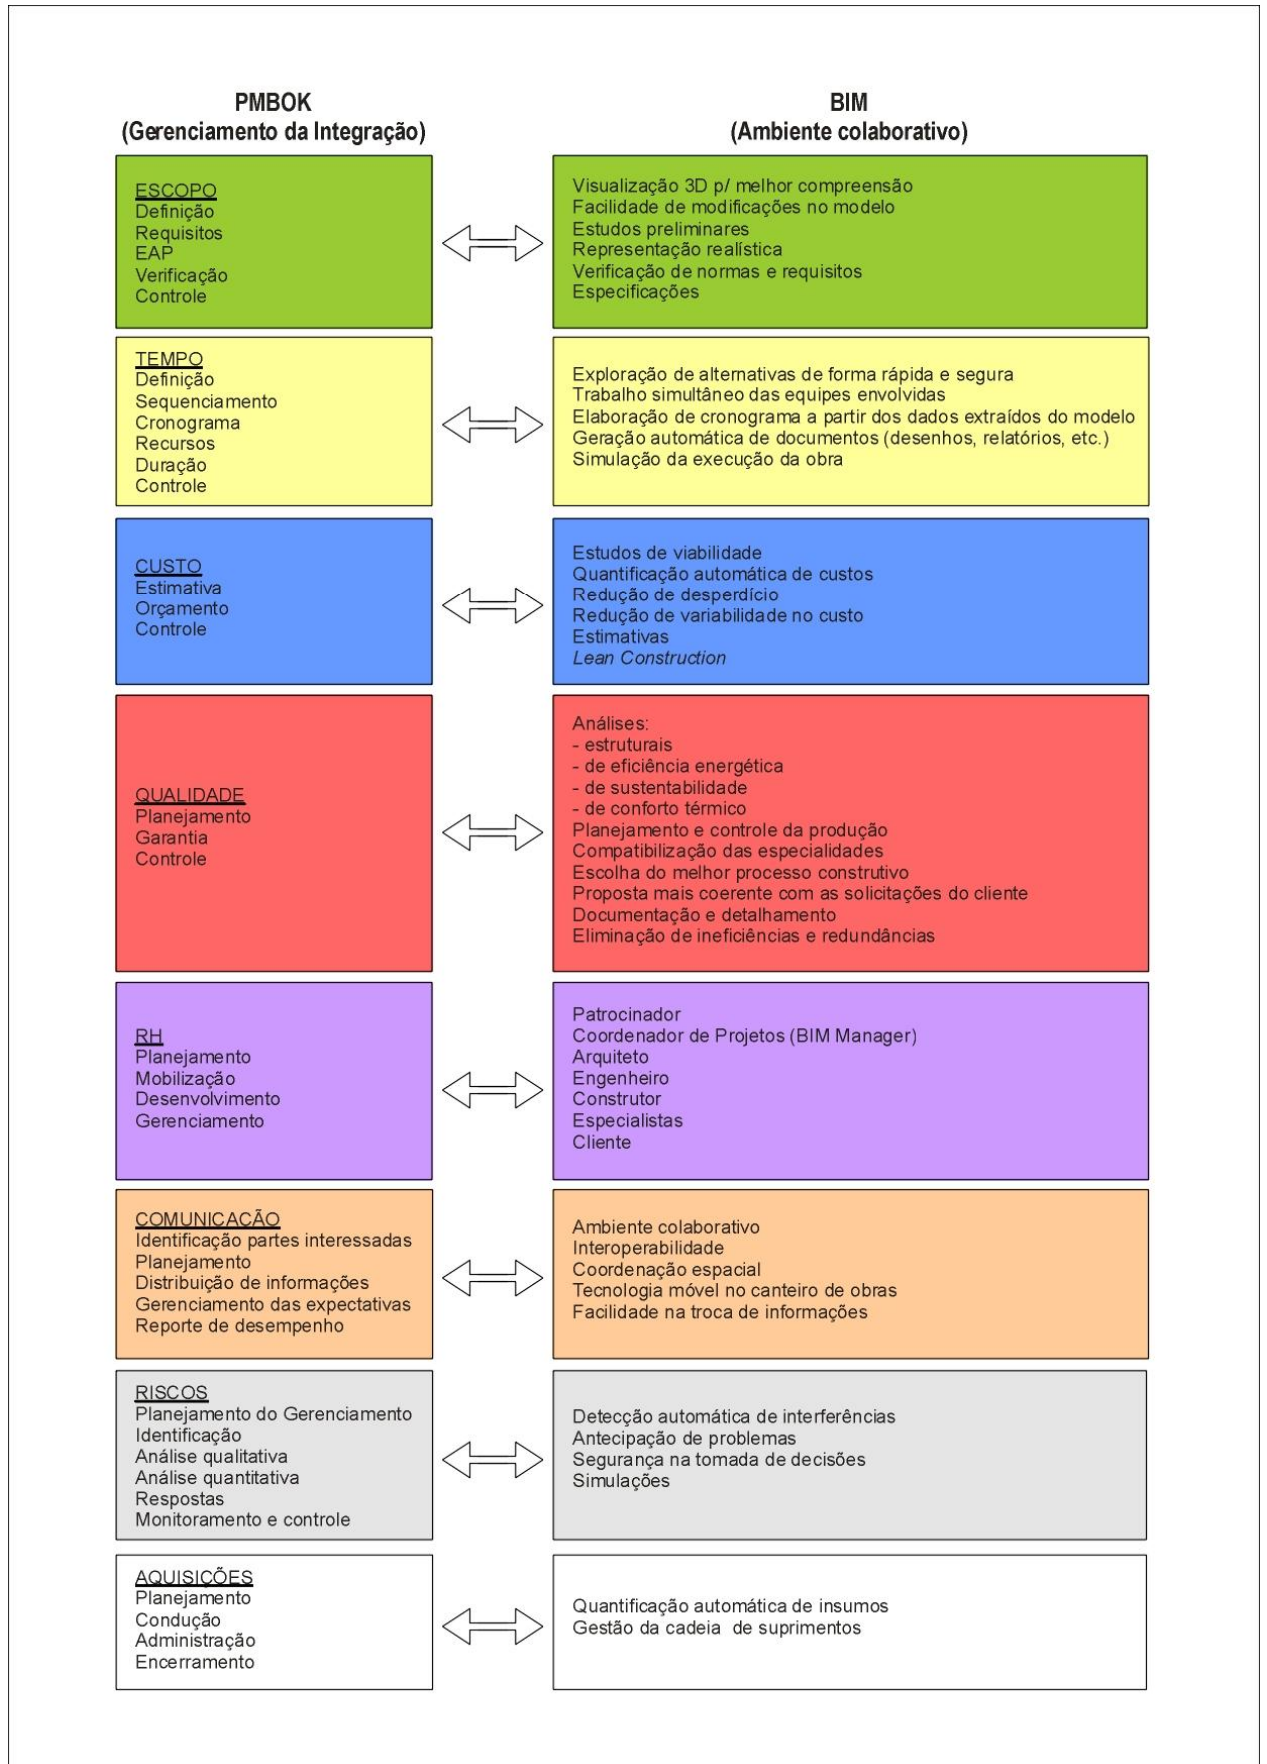 PMBOK
(Gerenciamento da Integração)
BIM
(Ambiente colaborativo)
ESCOPO
Definição
Requisitos
EAP
Verificação
Controle
Visualização 3D p/ melhor compreensão
Facilidade de modificações no modelo
Estudos preliminares
Representação realística
Verificação de normas e requisitos
Especificações
TEMPO
Definição
Sequenciamento
Cronograma
Recursos
Duração
Controle
Exploração de alternativas de forma rápida e segura
Trabalho simultâneo das equipes envolvidas
Elaboração de cronograma a partir dos dados extraídos do modelo
Geração automática de documentos (desenhos, relatórios, etc.)
Simulação da execução da obra
CUSTO
Estimativa
Orçamento
Controle
Estudos de viabilidade
Quantificação automática de custos
Redução de desperdício
Redução de variabilidade no custo
Estimativas
Lean Construction
QUALIDADE
Planejamento
Garantia
Controle
Análises:
- estruturais
- de eficiência energética
- de sustentabilidade
- de conforto térmico
Planejamento e controle da produção
Compatibilização das especialidades
Escolha do melhor processo construtivo
Proposta mais coerente com as solicitações do cliente
Documentação e detalhamento
Eliminação de ineficiências e redundâncias
RH
Planejamento
Mobilização
Desenvolvimento
Gerenciamento
Patrocinador
Coordenador de Projetos (BIM Manager)
Arquiteto
Engenheiro
Construtor
Especialistas
Cliente
COMUNICAÇÃO
Identificação partes interessadas
Planejamento
Distribuição de informações
Gerenciamento das expectativas
Reporte de desempenho
Ambiente colaborativo
Interoperabilidade
Coordenação espacial
Tecnologia móvel no canteiro de obras
Facilidade na troca de informações
RISCOS
Planejamento do Gerenciamento
Identificação
Análise qualitativa
Análise quantitativa
Respostas
Monitoramento e controle
Detecção automática de interferências
Antecipação de problemas
Segurança na tomada de decisões
Simulações
AQUISIÇÕES
Planejamento
Condução
Administração
Encerramento
Quantificação automática de insumos
Gestão da cadeia de suprimentos